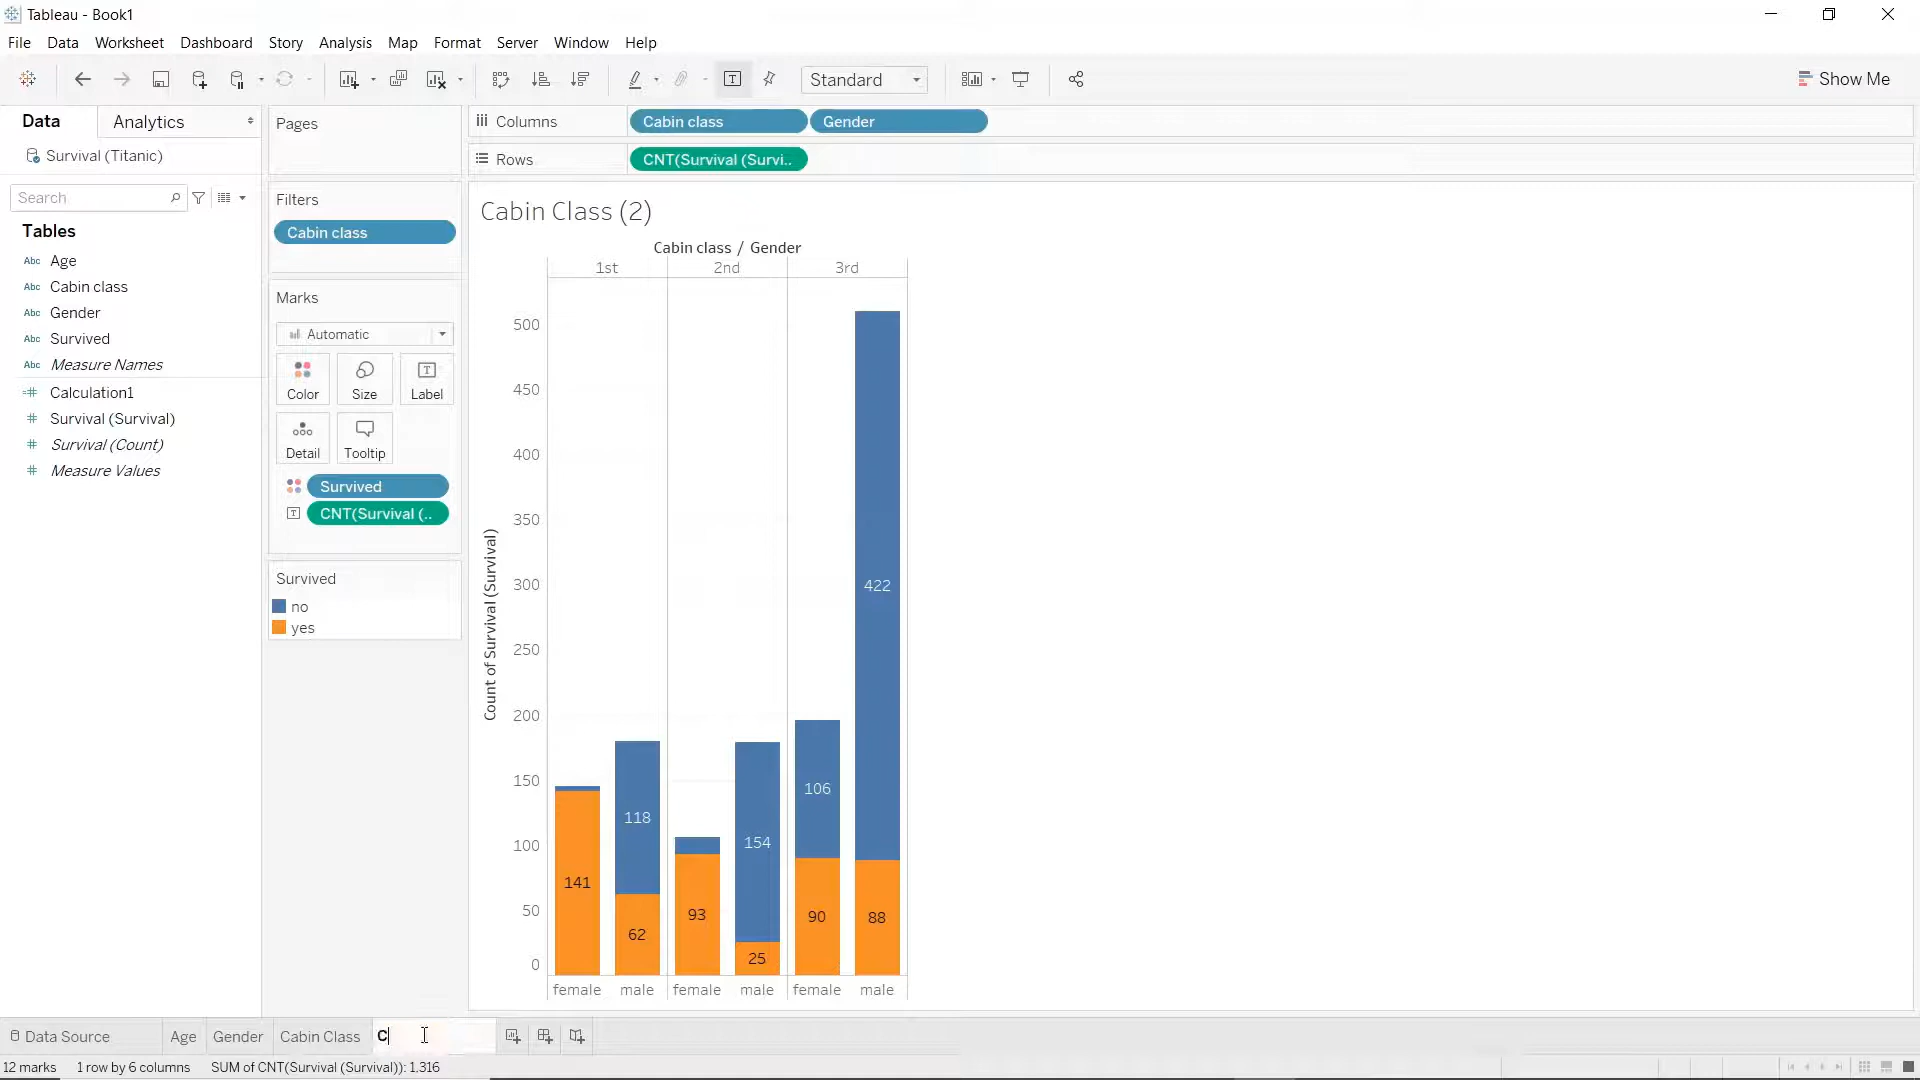 Tableau - Book1
File Data Worksheet Dashboard Story Analysis Map Format Server Window Help
Standard
Show Me
Data Analytics
Survival (Titanic)
Search
Tables
Abc Age
Abc Cabin class
Abc Gender
Abc Survived
Abc Measure Names
Calculation1
Survival (Survival)
Survival (Count)
Measure Values
Pages
Filters
Cabin class
Marks
Automatic
Color Size Label
Detail Tooltip
Survived
CNT(Survival (..
Survived
no
yes
Columns Cabin class Gender
Rows CNT(Survival (Survi..
Cabin Class (2)
Cabin class / Gender
1st 2nd 3rd
Count of Survival (Survival)
500
450
400
350
300
250
200
150
100
50
0
141
118
62
93
154
25
106
90
422
88
female male female male female male
Data Source Age Gender Cabin Class C
12 marks 1 row by 6 columns SUM of CNT(Survival (Survival)): 1,316